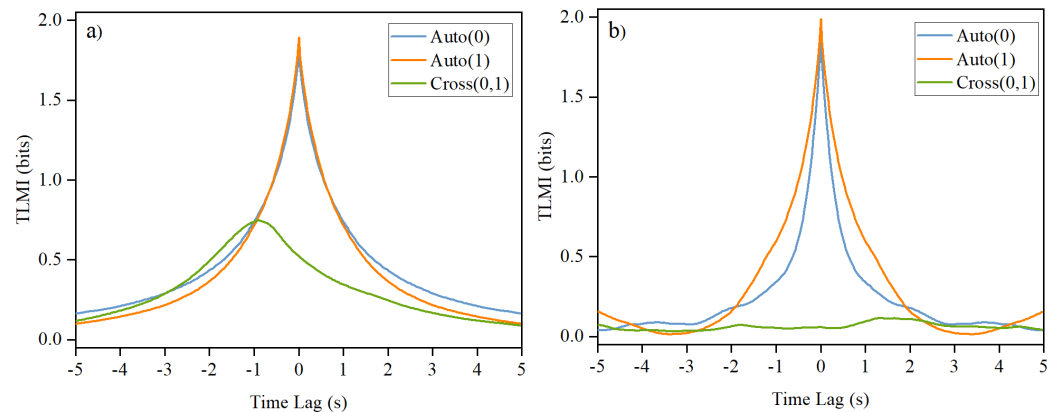 a)
Auto(0)
Auto(1)
Cross(0,1)
2.0
1.5
1.0
0.5
0.0
TLMI (bits)
-5 -4 -3 -2 -1 0 1 2 3 4 5
Time Lag (s)
b)
Auto(0)
Auto(1)
Cross(0,1)
2.0
1.5
1.0
0.5
0.0
TLMI (bits)
-5 -4 -3 -2 -1 0 1 2 3 4 5
Time Lag (s)